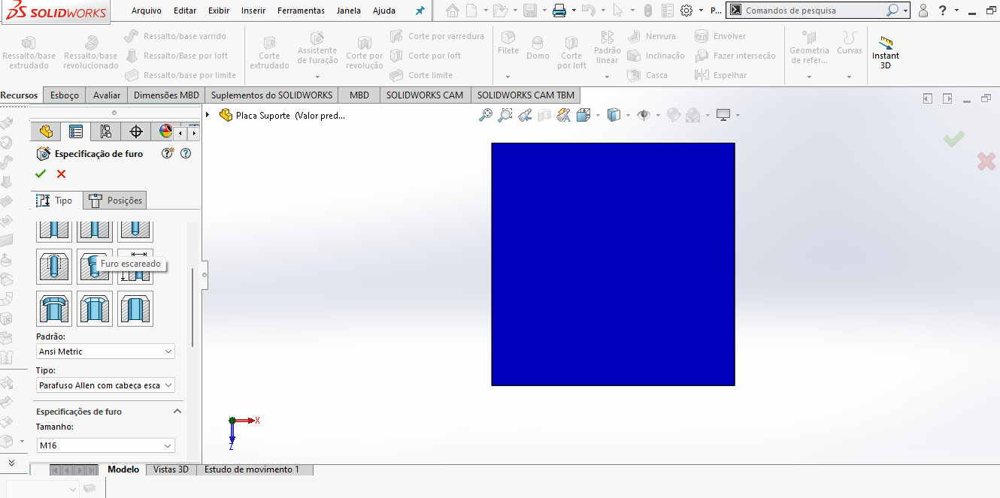 SOLIDWORKS
Arquivo Editar Exibir Inserir Ferramentas Janela Ajuda
P...
Comandos de pesquisa
Ressalto/base extrudado
Ressalto/base revolucionado
Ressalto/base varrido
Ressalto/Base por loft
Ressalto/base por limite
Corte extrudado
Assistente de furação
Corte por revolução
Corte por varredura
Corte por loft
Corte limite
Filete
Domo
Corte por loft
Padrão linear
Nervura
Inclinação
Casca
Envolver
Fazer interseção
Espelhar
Geometria de refer...
Curvas
Instant 3D
Recursos Esboço Avaliar Dimensões MBD Suplementos do SOLIDWORKS MBD SOLIDWORKS CAM SOLIDWORKS CAM TBM
Placa Suporte (Valor pred...
Especificação de furo
Tipo Posições
Furo escareado
Padrão:
Ansi Metric
Tipo:
Parafuso Allen com cabeça esca
Especificações de furo
Tamanho:
M16
X
Z
Modelo Vistas 3D Estudo de movimento 1